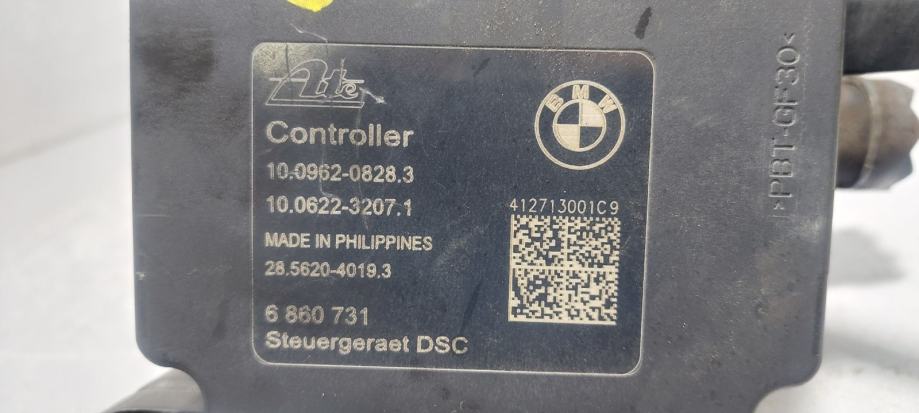 Ate
BMW
Controller
10.0962-0828.3
10.0622-3207.1
412713001C9
MADE IN PHILIPPINES
28.5620-4019.3
6 860 731
Steuergeraet DSC
>PBT-GF30<